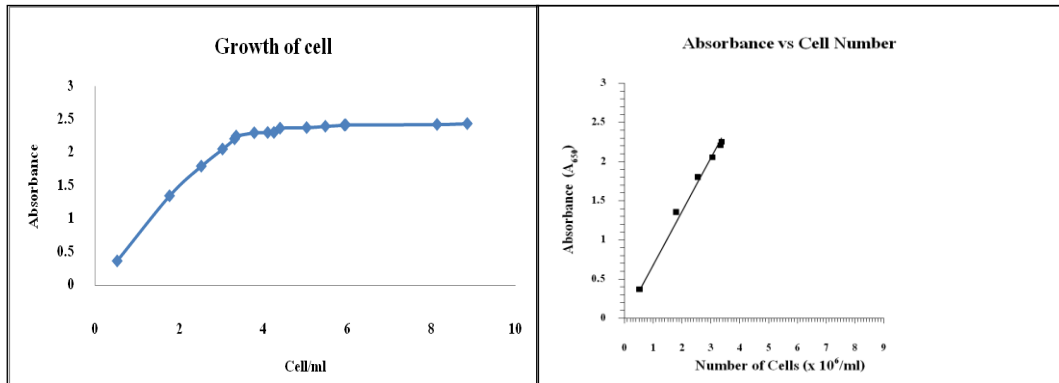 Growth of cell
Absorbance
3
2.5
2
1.5
1
0.5
0
0 2 4 6 8 10
Cell/ml
Absorbance vs Cell Number
Absorbance (A650)
3
2.5
2
1.5
1
0.5
0
0 1 2 3 4 5 6 7 8 9
Number of Cells (x 10⁶/ml)